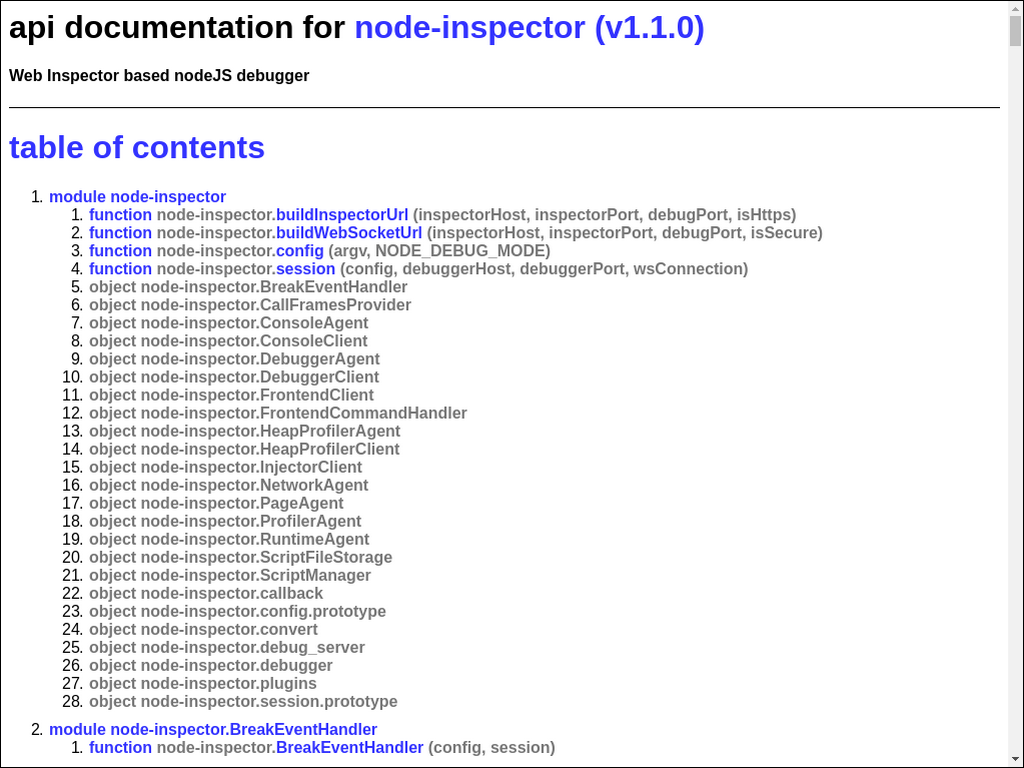 api documentation for node-inspector (v1.1.0)
Web Inspector based nodeJS debugger
table of contents
1. module node-inspector
1. function node-inspector.buildInspectorUrl (inspectorHost, inspectorPort, debugPort, isHttps)
2. function node-inspector.buildWebSocketUrl (inspectorHost, inspectorPort, debugPort, isSecure)
3. function node-inspector.config (argv, NODE_DEBUG_MODE)
4. function node-inspector.session (config, debuggerHost, debuggerPort, wsConnection)
5. object node-inspector.BreakEventHandler
6. object node-inspector.CallFramesProvider
7. object node-inspector.ConsoleAgent
8. object node-inspector.ConsoleClient
9. object node-inspector.DebuggerAgent
10. object node-inspector.DebuggerClient
11. object node-inspector.FrontendClient
12. object node-inspector.FrontendCommandHandler
13. object node-inspector.HeapProfilerAgent
14. object node-inspector.HeapProfilerClient
15. object node-inspector.InjectorClient
16. object node-inspector.NetworkAgent
17. object node-inspector.PageAgent
18. object node-inspector.ProfilerAgent
19. object node-inspector.RuntimeAgent
20. object node-inspector.ScriptFileStorage
21. object node-inspector.ScriptManager
22. object node-inspector.callback
23. object node-inspector.config.prototype
24. object node-inspector.convert
25. object node-inspector.debug_server
26. object node-inspector.debugger
27. object node-inspector.plugins
28. object node-inspector.session.prototype
2. module node-inspector.BreakEventHandler
1. function node-inspector.BreakEventHandler (config, session)